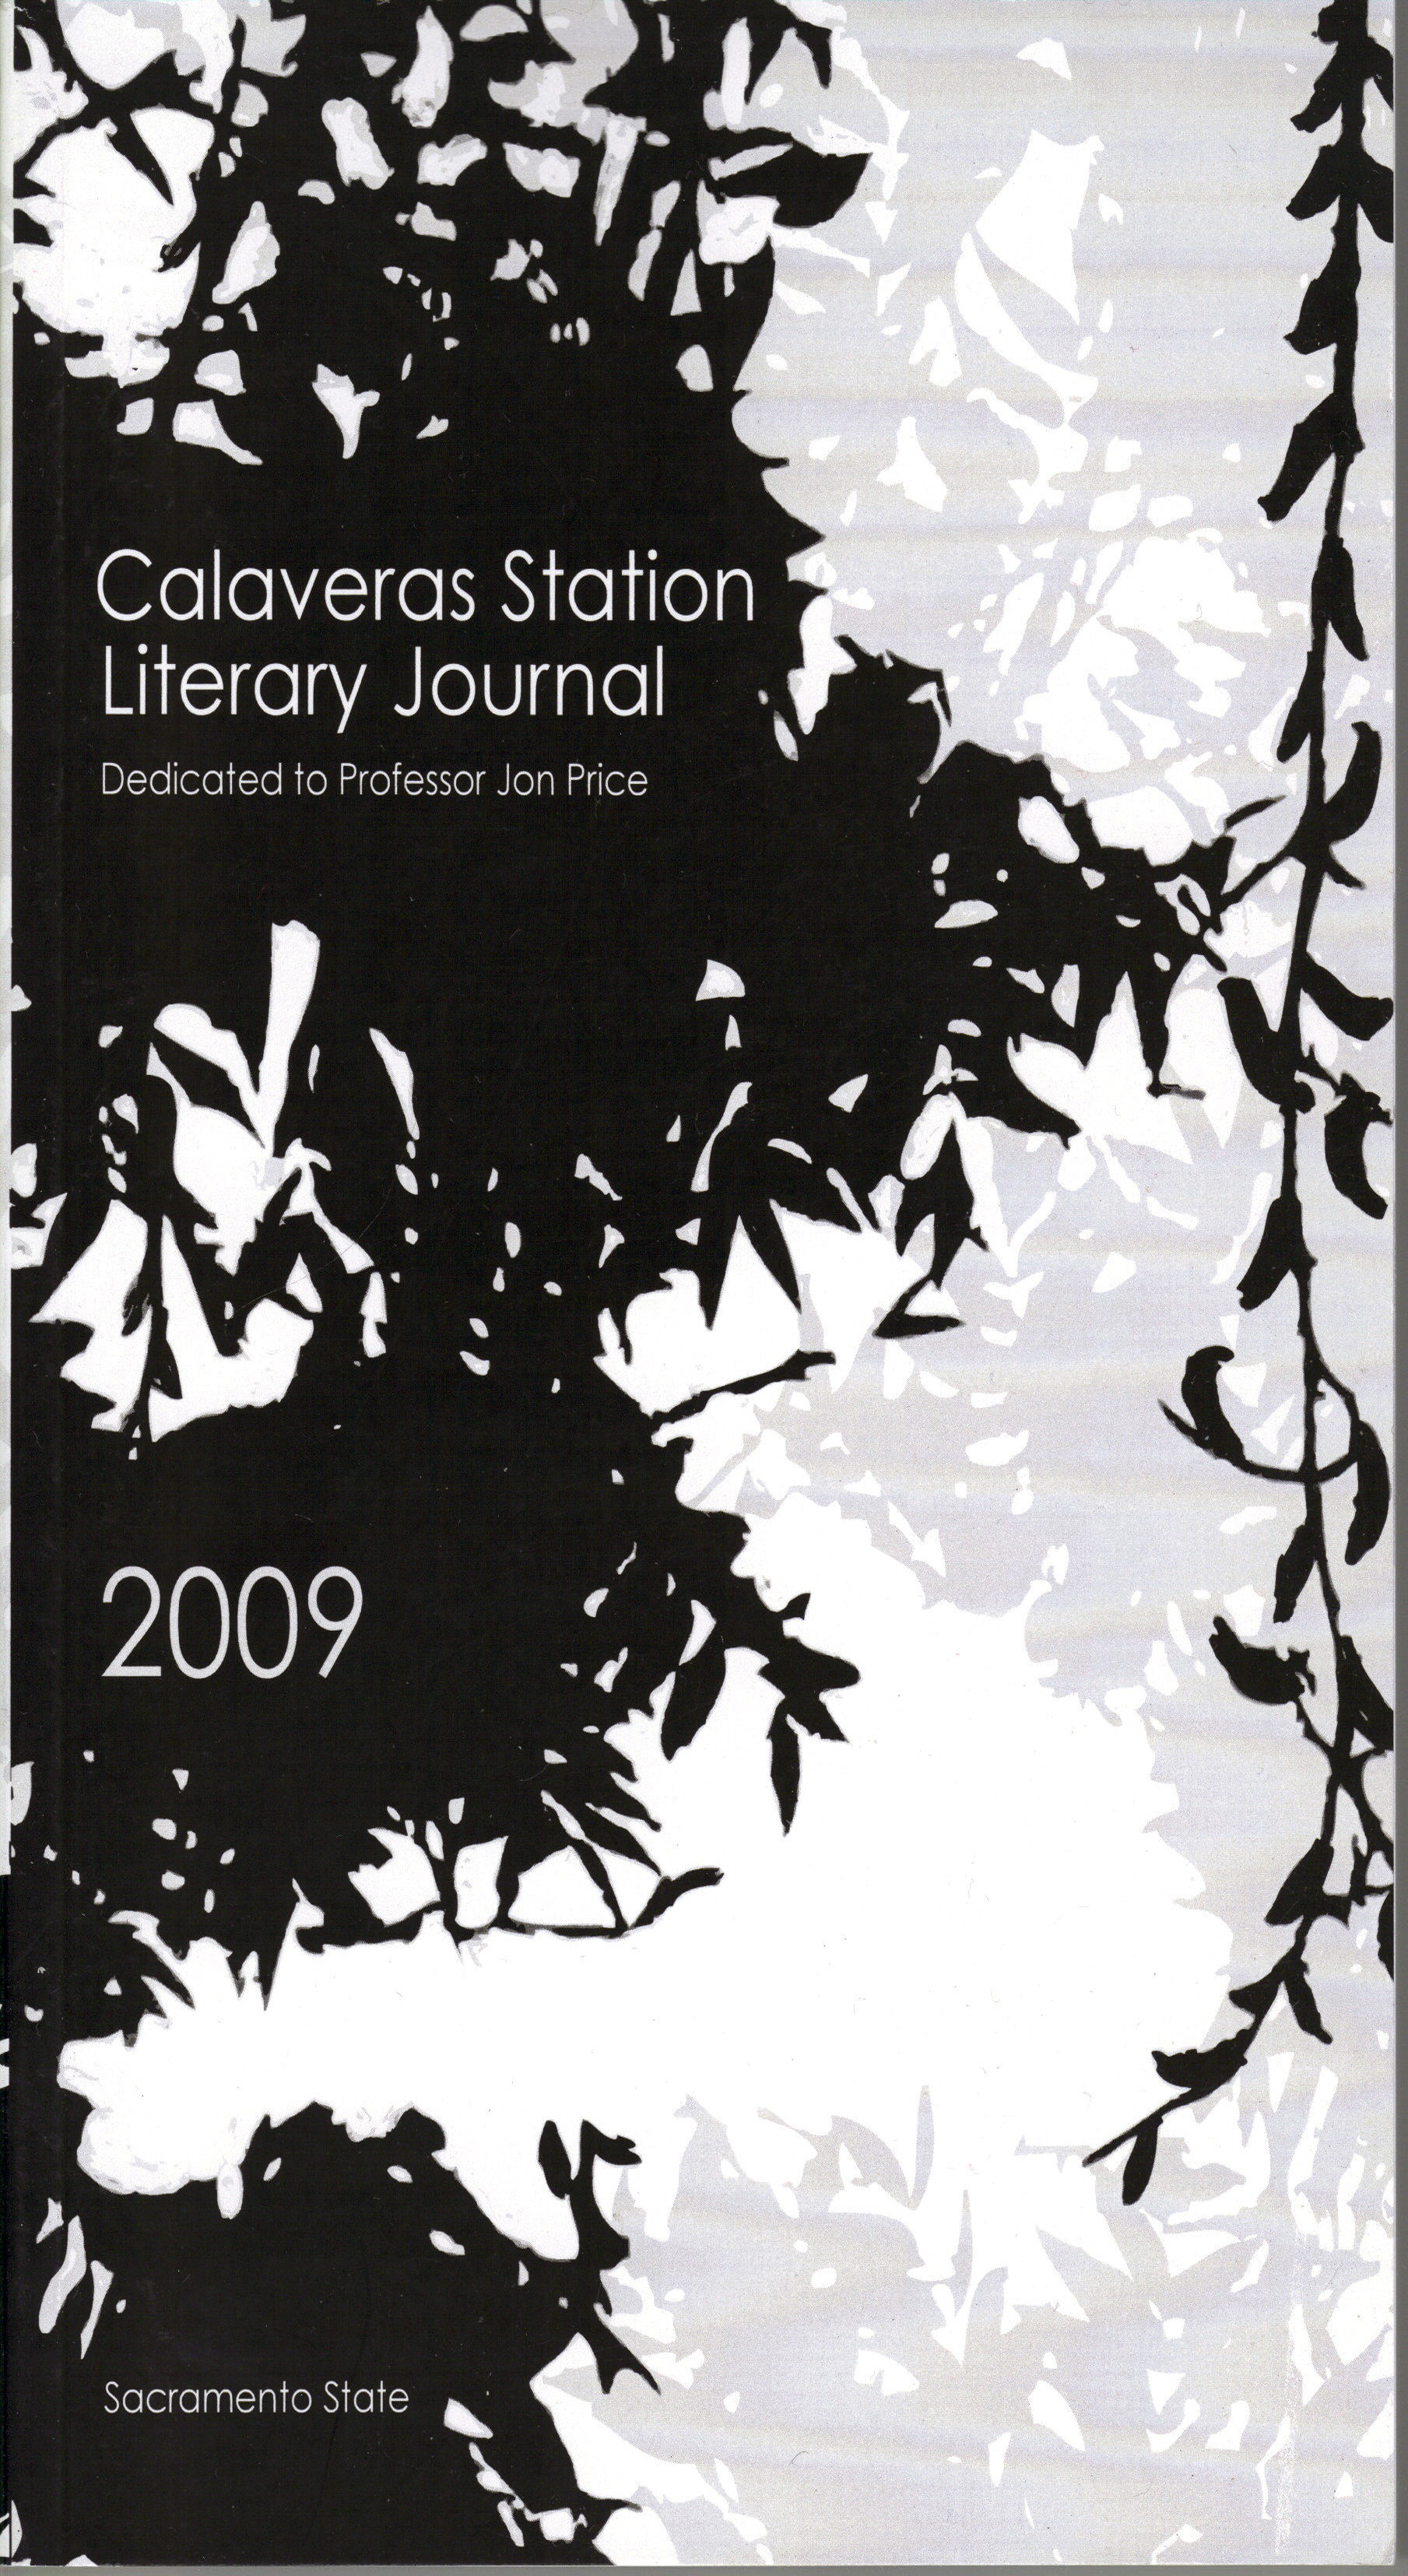 Calaveras Station
Literary Journal
Dedicated to Professor Jon Price
2009
Sacramento State